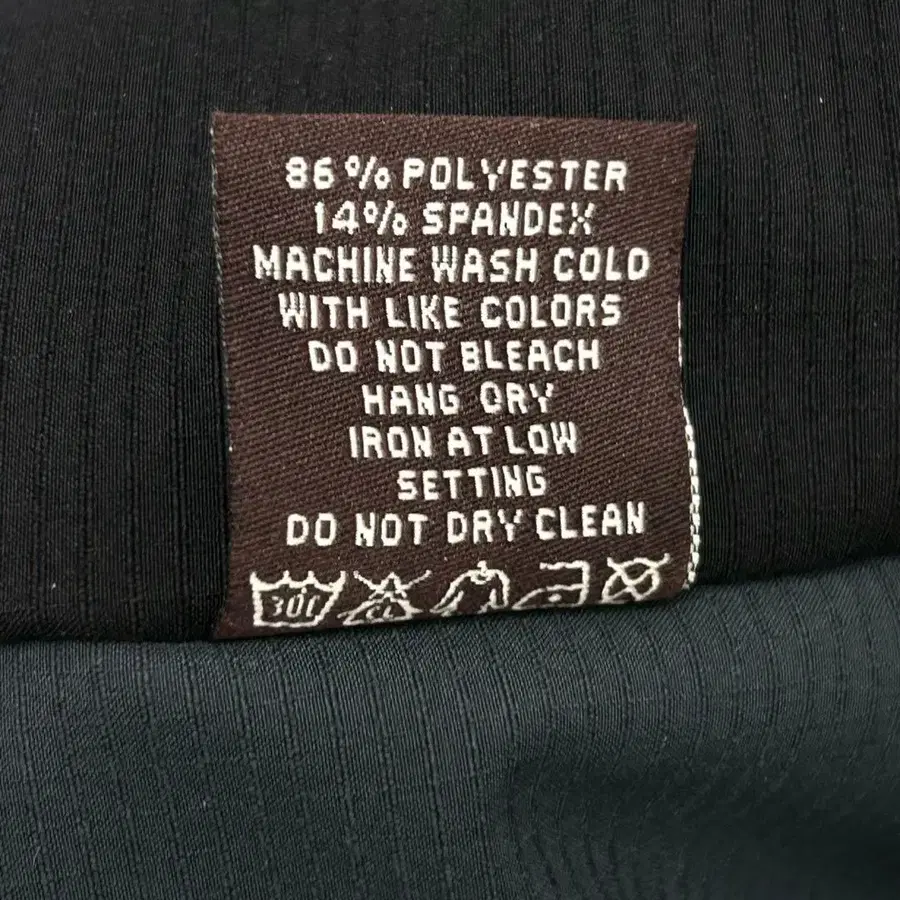 86% POLYESTER
14% SPANDEX
MACHINE WASH COLD
WITH LIKE COLORS
DO NOT BLEACH
HANG DRY
IRON AT LOW
SETTING
DO NOT DRY CLEAN
30C CL